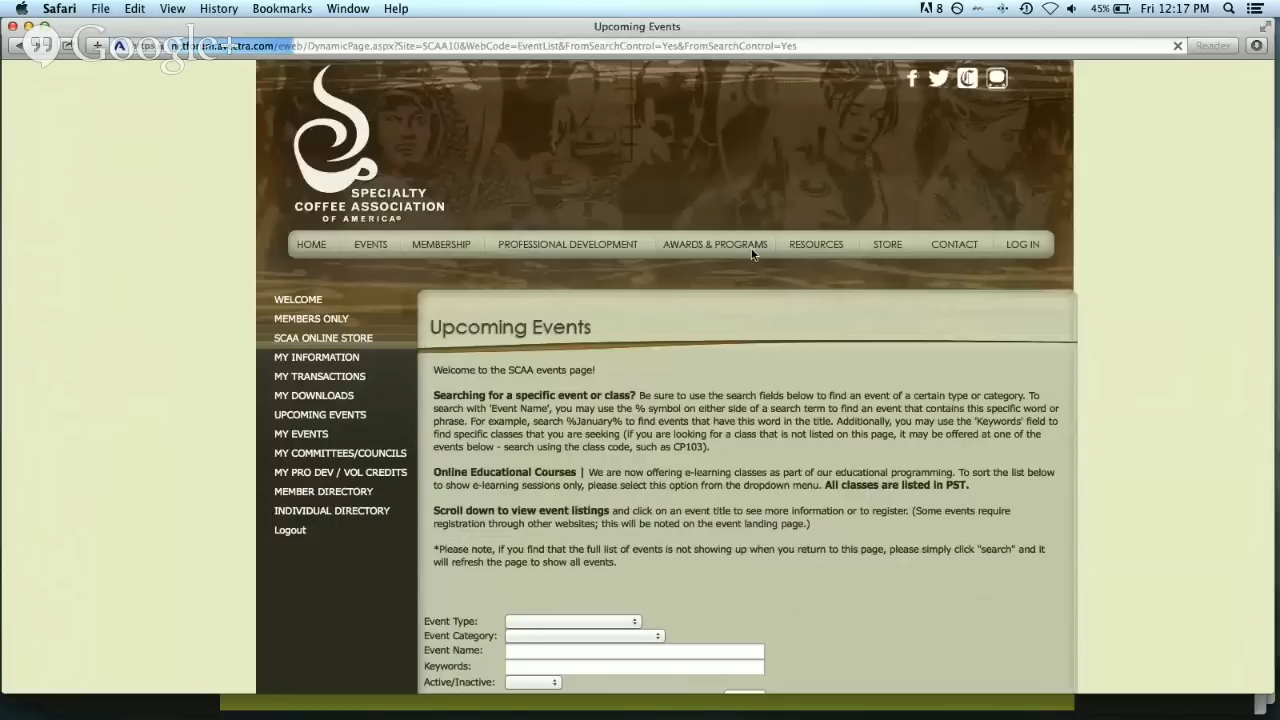 Safari File Edit View History Bookmarks Window Help 8 45% Fri 12:17 PM
Upcoming Events
Google+
.com/eweb/DynamicPage.aspx?Site=SCAA10&WebCode=EventList&FromSearchControl=Yes&FromSearchControl=Yes Reader
SPECIALTY
COFFEE ASSOCIATION
OF AMERICA®
HOME EVENTS MEMBERSHIP PROFESSIONAL DEVELOPMENT AWARDS & PROGRAMS RESOURCES STORE CONTACT LOG IN
WELCOME
MEMBERS ONLY
SCAA ONLINE STORE
MY INFORMATION
MY TRANSACTIONS
MY DOWNLOADS
UPCOMING EVENTS
MY EVENTS
MY COMMITTEES/COUNCILS
MY PRO DEV / VOL CREDITS
MEMBER DIRECTORY
INDIVIDUAL DIRECTORY
Logout
Upcoming Events
Welcome to the SCAA events page!
Searching for a specific event or class? Be sure to use the search fields below to find an event of a certain type or category. To
search with 'Event Name', you may use the % symbol on either side of a search term to find an event that contains this specific word or
phrase. For example, search %January% to find events that have this word in the title. Additionally, you may use the 'Keywords' field to
find specific classes that you are seeking (if you are looking for a class that is not listed on this page, it may be offered at one of the
events below - search using the class code, such as CP103).
Online Educational Courses | We are now offering e-learning classes as part of our educational programming. To sort the list below
to show e-learning sessions only, please select this option from the dropdown menu. All classes are listed in PST.
Scroll down to view event listings and click on an event title to see more information or to register. (Some events require
registration through other websites; this will be noted on the event landing page.)
*Please note, if you find that the full list of events is not showing up when you return to this page, please simply click "search" and it
will refresh the page to show all events.
Event Type:
Event Category:
Event Name:
Keywords:
Active/Inactive: